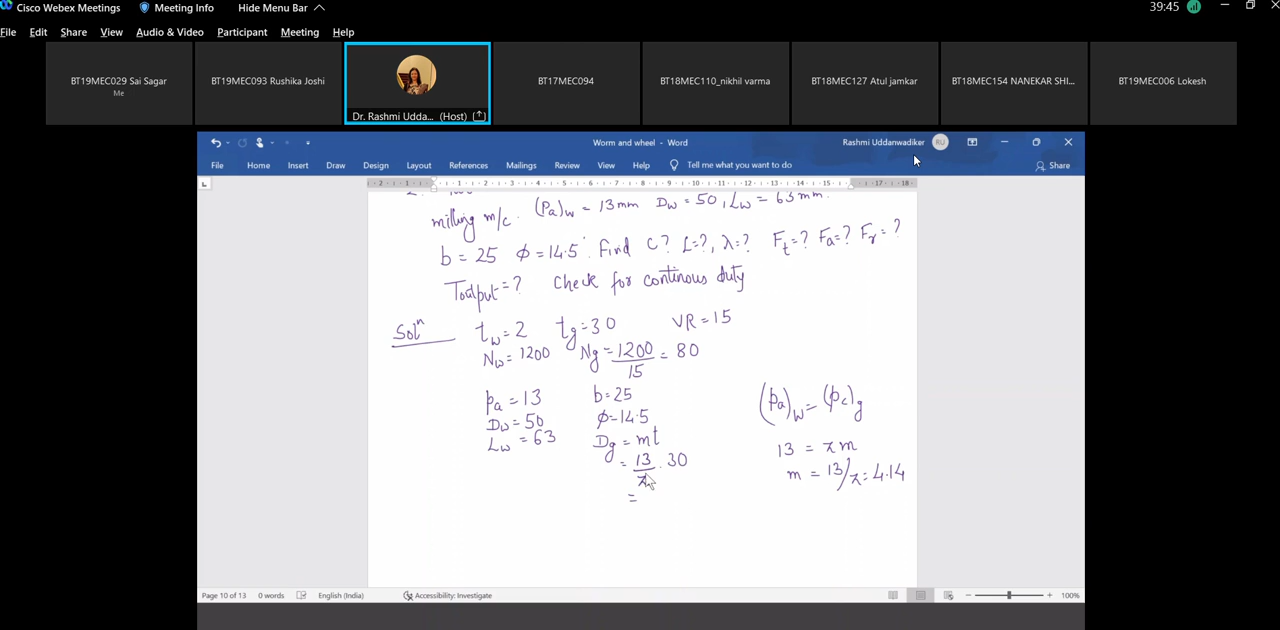 Cisco Webex Meetings Meeting Info Hide Menu Bar 39:45
File Edit Share View Audio & Video Participant Meeting Help
BT19MEC029 Sai Sagar
Me
BT19MEC093 Rushika Joshi
Dr. Rashmi Udda... (Host)
BT17MEC094
BT18MEC110_nikhil varma
BT18MEC127 Atul jamkar
BT18MEC154 NANEKAR SHI...
BT19MEC006 Lokesh
Worm and wheel - Word Rashmi Uddanwadiker RU
File Home Insert Draw Design Layout References Mailings Review View Help Tell me what you want to do Share
milling m/c. (Pa)w = 13mm Dw = 50, Lw = 63mm.
b = 25 φ = 14.5° Find C? L=?, λ=? Ft=? Fa=? Fr=?
Toutput=? Check for continous duty
Solⁿ tw = 2 tg = 30 VR = 15
Nw = 1200 Ng = 1200/15 = 80
pa = 13
Dw = 50
Lw = 63
b = 25
φ = 14.5
Dg = mt
= 13/π . 30
=
(Pa)w = (Pc)g
13 = πm
m = 13/π = 4.14
Page 10 of 13 0 words English (India) Accessibility: Investigate 100%